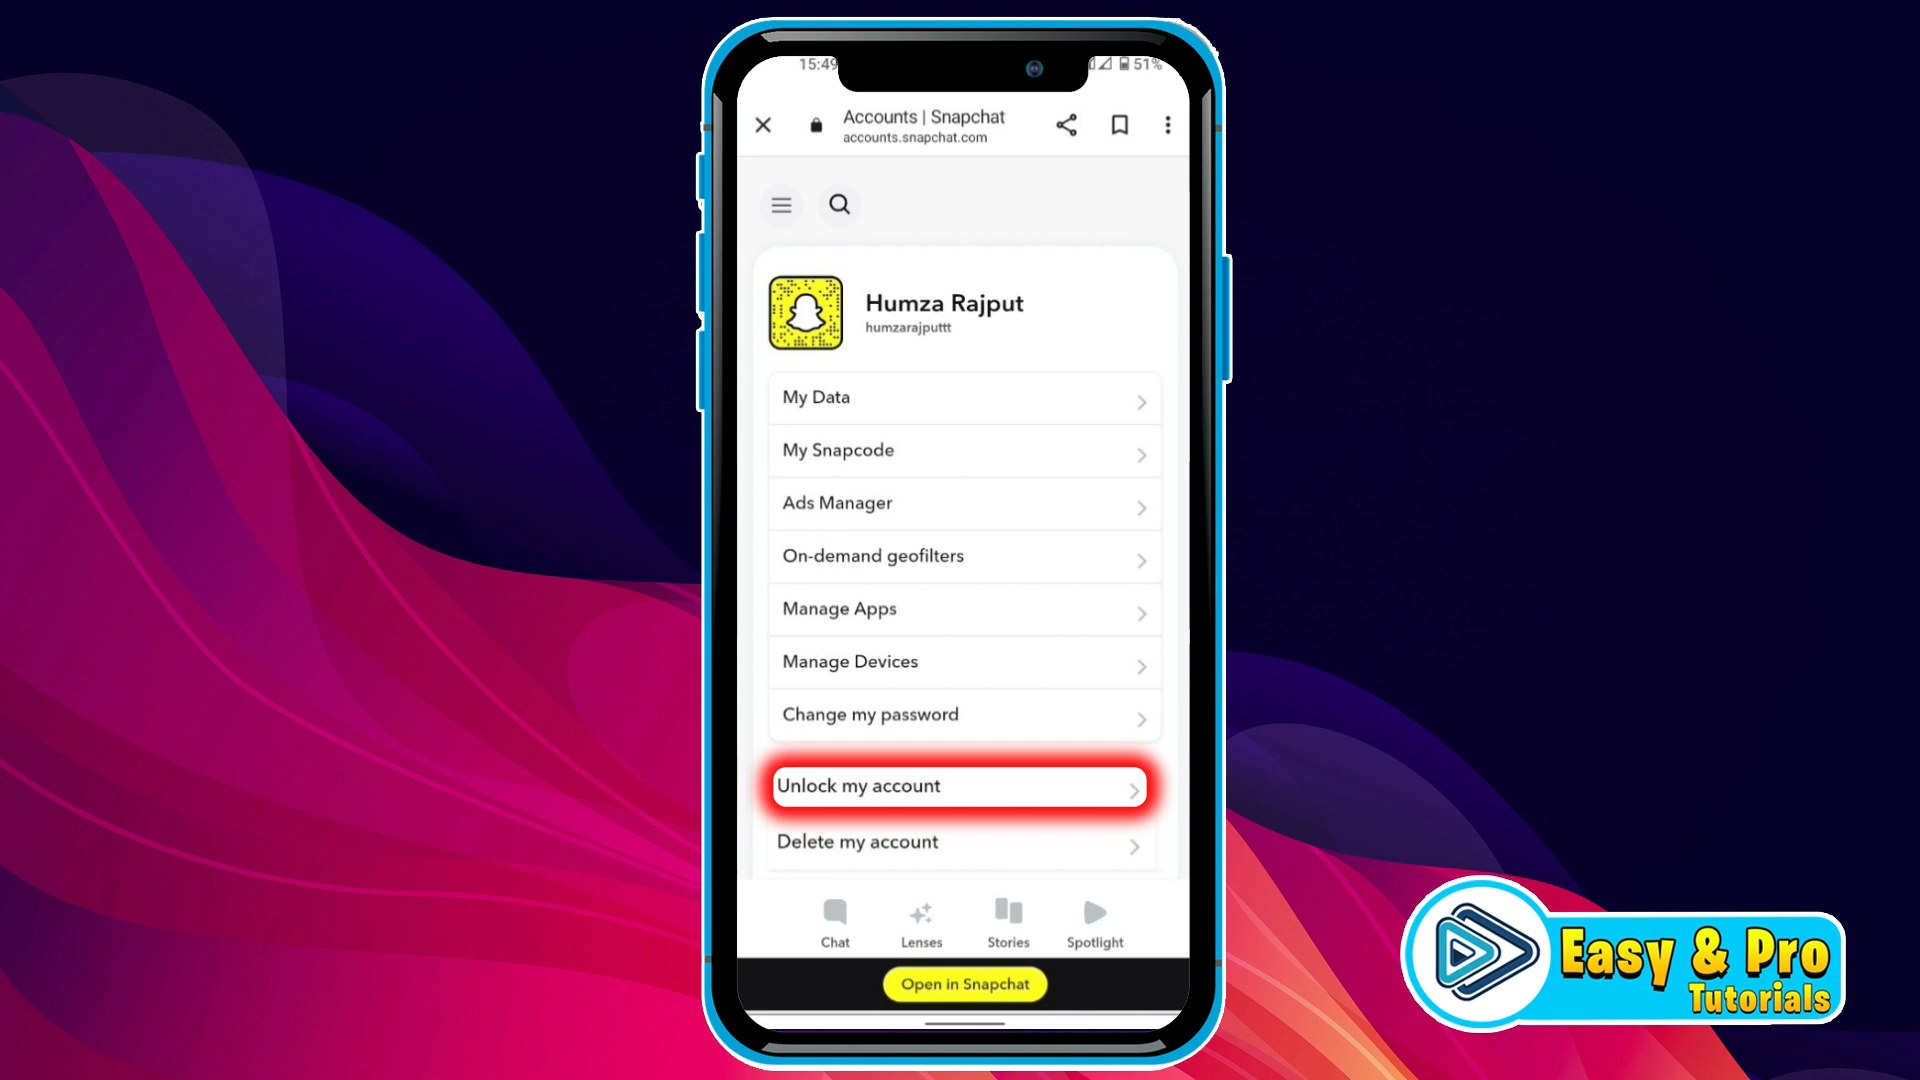 15:49
51%
Accounts | Snapchat
accounts.snapchat.com
Humza Rajput
humzarajputtt
My Data
My Snapcode
Ads Manager
On-demand geofilters
Manage Apps
Manage Devices
Change my password
Unlock my account
Delete my account
Chat
Lenses
Stories
Spotlight
Open in Snapchat
Easy & Pro
Tutorials